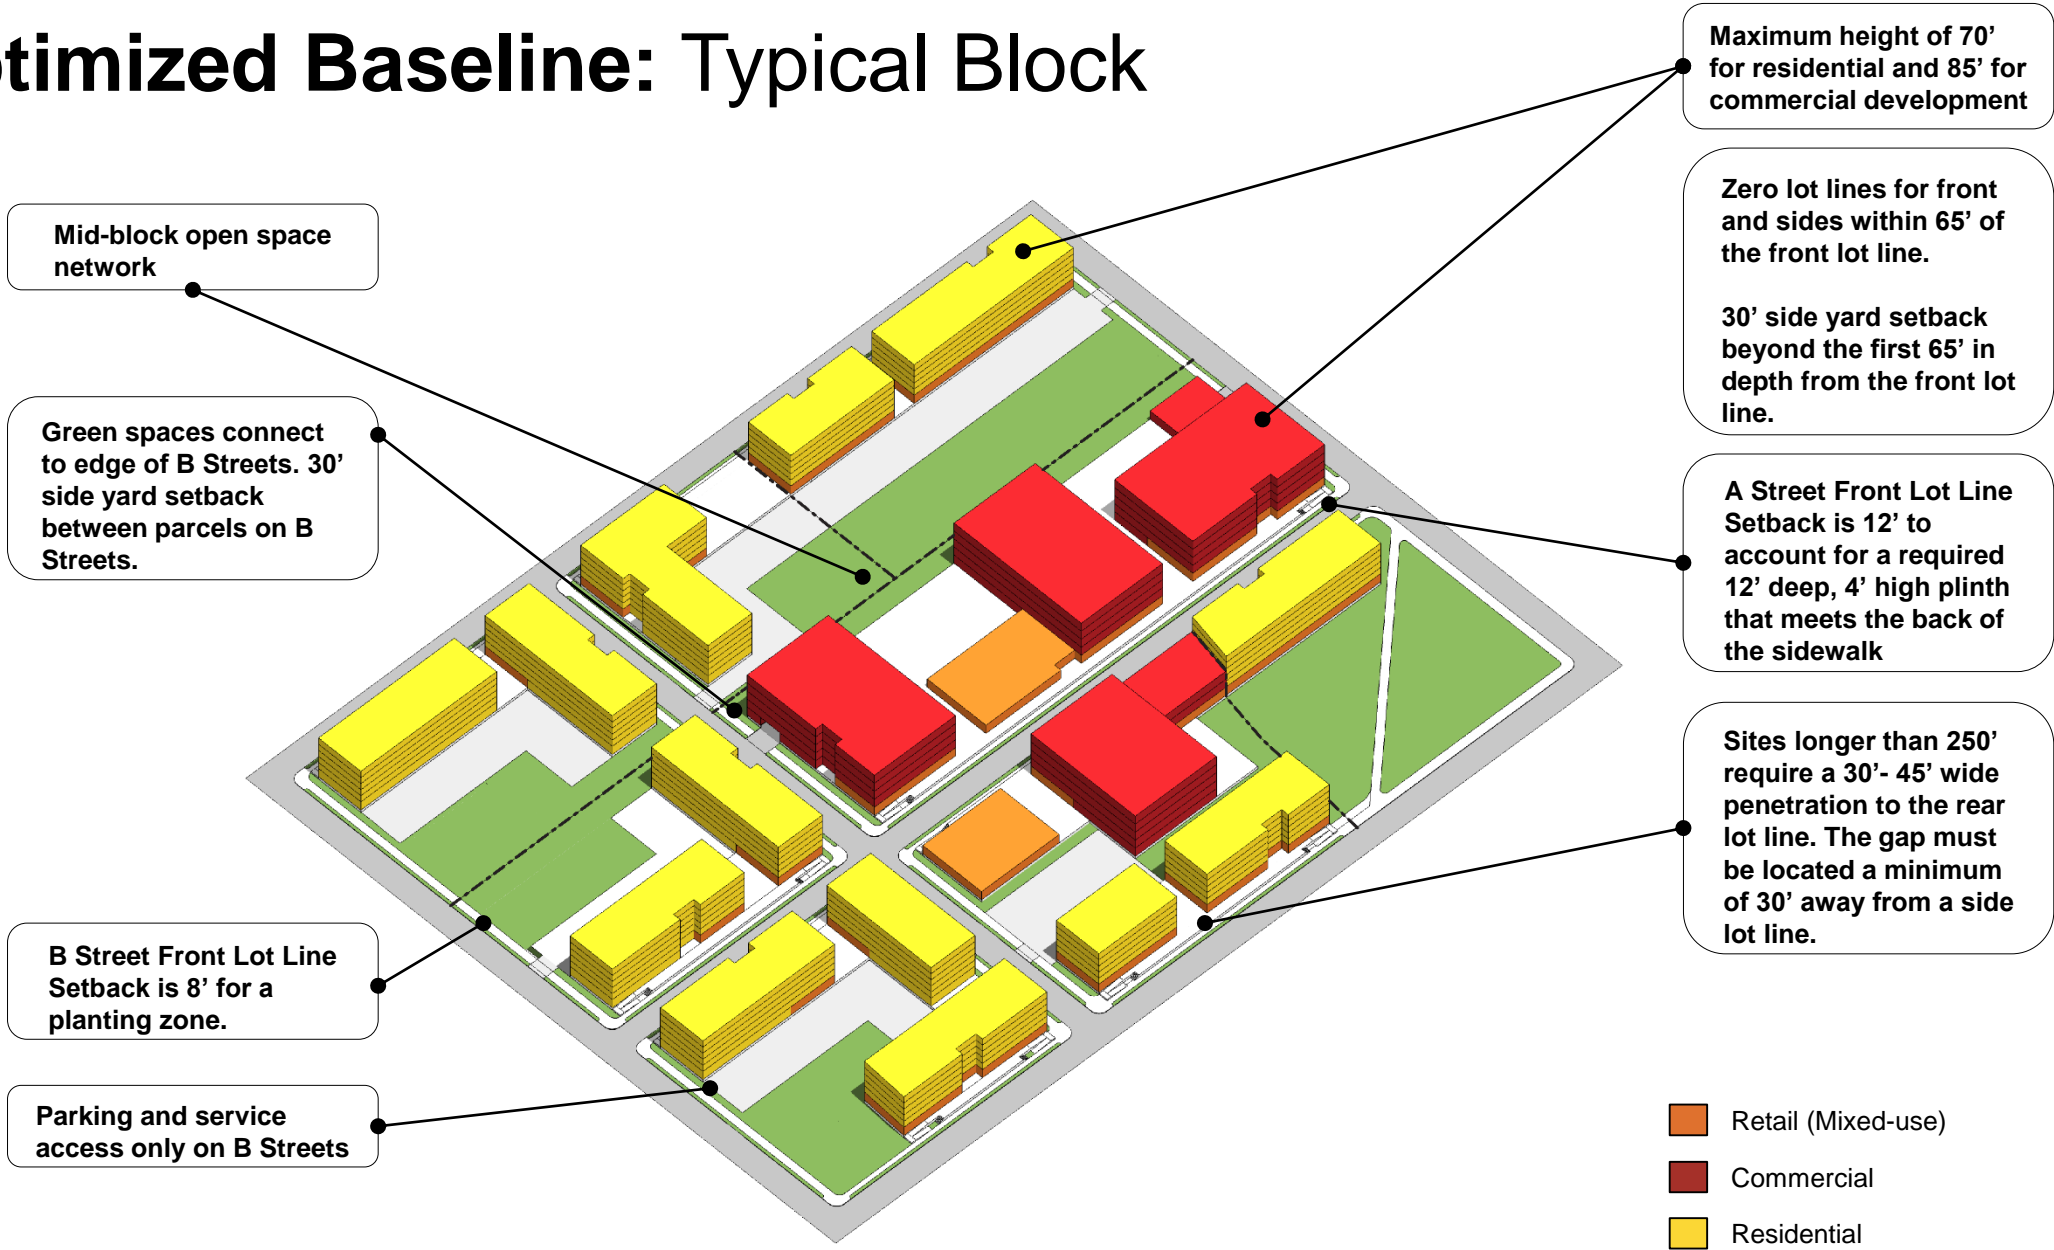 timized Baseline: Typical Block
Maximum height of 70’
for residential and 85’ for
commercial development
Mid-block open space
network
Zero lot lines for front
and sides within 65’ of
the front lot line.
30’ side yard setback
beyond the first 65’ in
depth from the front lot
line.
Green spaces connect
to edge of B Streets. 30’
side yard setback
between parcels on B
Streets.
A Street Front Lot Line
Setback is 12’ to
account for a required
12’ deep, 4’ high plinth
that meets the back of
the sidewalk
Sites longer than 250’
require a 30’- 45’ wide
penetration to the rear
lot line. The gap must
be located a minimum
of 30’ away from a side
lot line.
B Street Front Lot Line
Setback is 8’ for a
planting zone.
Parking and service
access only on B Streets
Retail (Mixed-use)
Commercial
Residential